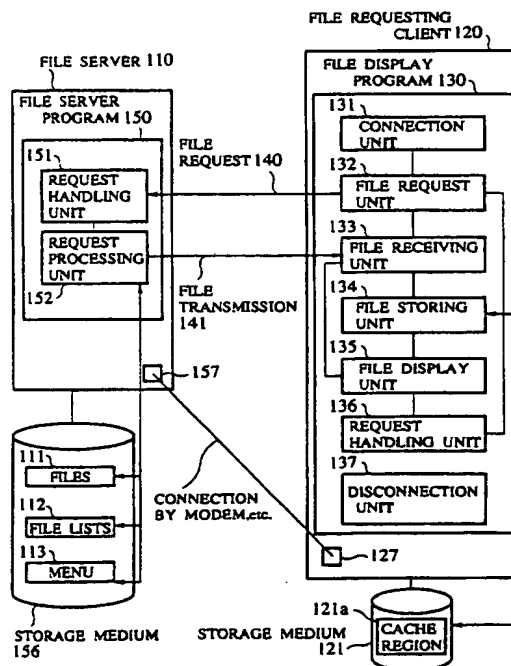 FILE REQUESTING
CLIENT 120
FILE SERVER 110
FILE DISPLAY
PROGRAM 130
FILE SERVER
PROGRAM 150
131
CONNECTION
UNIT
151
REQUEST
HANDLING
UNIT
FILE
REQUEST 140
132
FILE REQUEST
UNIT
REQUEST
PROCESSING
UNIT
152
133
FILE RECEIVING
UNIT
FILE
TRANSMISSION
141
134
FILE STORING
UNIT
135
FILE DISPLAY
UNIT
157
136
REQUEST
HANDLING UNIT
111
FILES
137
DISCONNECTION
UNIT
CONNECTION
BY MODEM,etc.
112
FILE LISTS
113
MENU
127
STORAGE MEDIUM
156
STORAGE MEDIUM
121
121a
CACHE
REGION